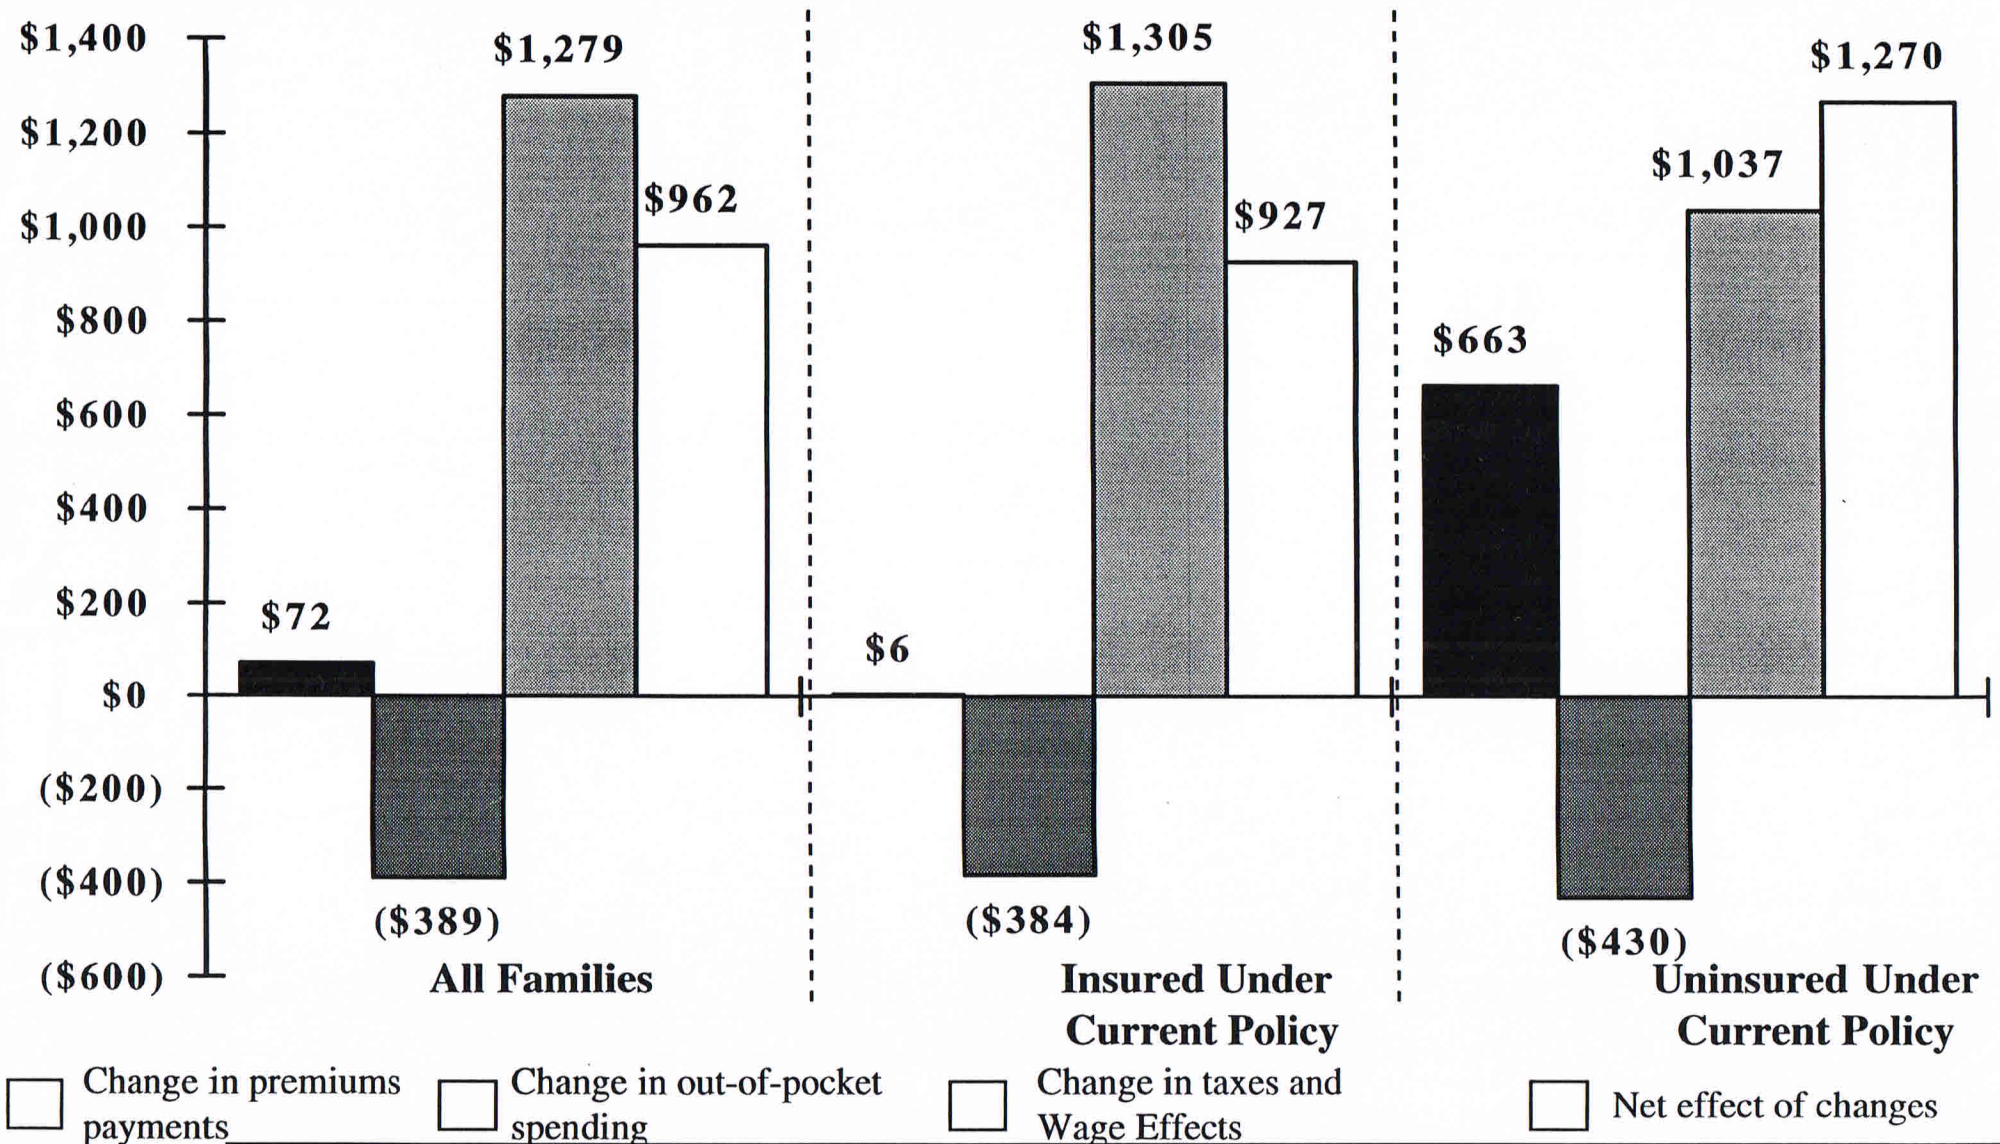 $1,400
$1,200
$1,000
$800
$600
$400
$200
$0
($200)
($400)
($600)
$72
($389)
$1,279
$962
$6
($384)
$1,305
$927
$663
($430)
$1,037
$1,270
All Families
Insured Under
Current Policy
Uninsured Under
Current Policy
Change in premiums
payments
Change in out-of-pocket
spending
Change in taxes and
Wage Effects
Net effect of changes